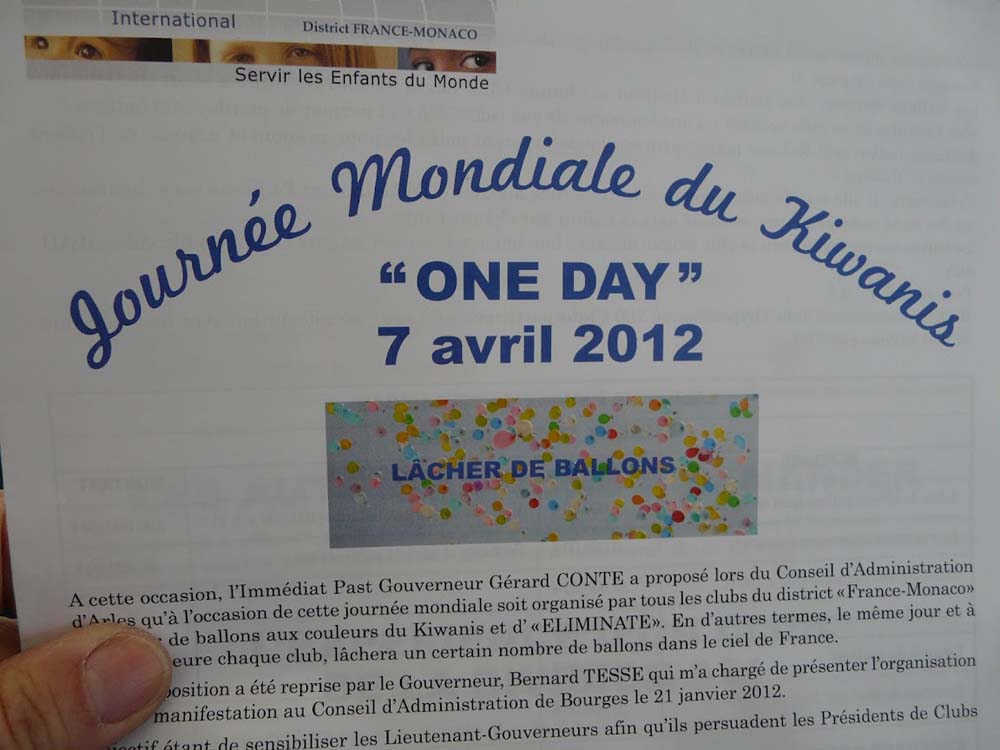 International District FRANCE-MONACO
Servir les Enfants du Monde
Journée Mondiale du Kiwanis
“ONE DAY”
7 avril 2012
LÂCHER DE BALLONS
A cette occasion, l’Immédiat Past Gouverneur Gérard CONTE a proposé lors du Conseil d’Administration
d’Arles qu’à l’occasion de cette journée mondiale soit organisé par tous les clubs du district «France-Monaco»
de ballons aux couleurs du Kiwanis et d’ «ELIMINATE». En d’autres termes, le même jour et à
eure chaque club, lâchera un certain nombre de ballons dans le ciel de France.
position a été reprise par le Gouverneur, Bernard TESSE qui m’a chargé de présenter l’organisation
manifestation au Conseil d’Administration de Bourges le 21 janvier 2012.
ectif étant de sensibiliser les Lieutenant-Gouverneurs afin qu’ils persuadent les Présidents de Clubs